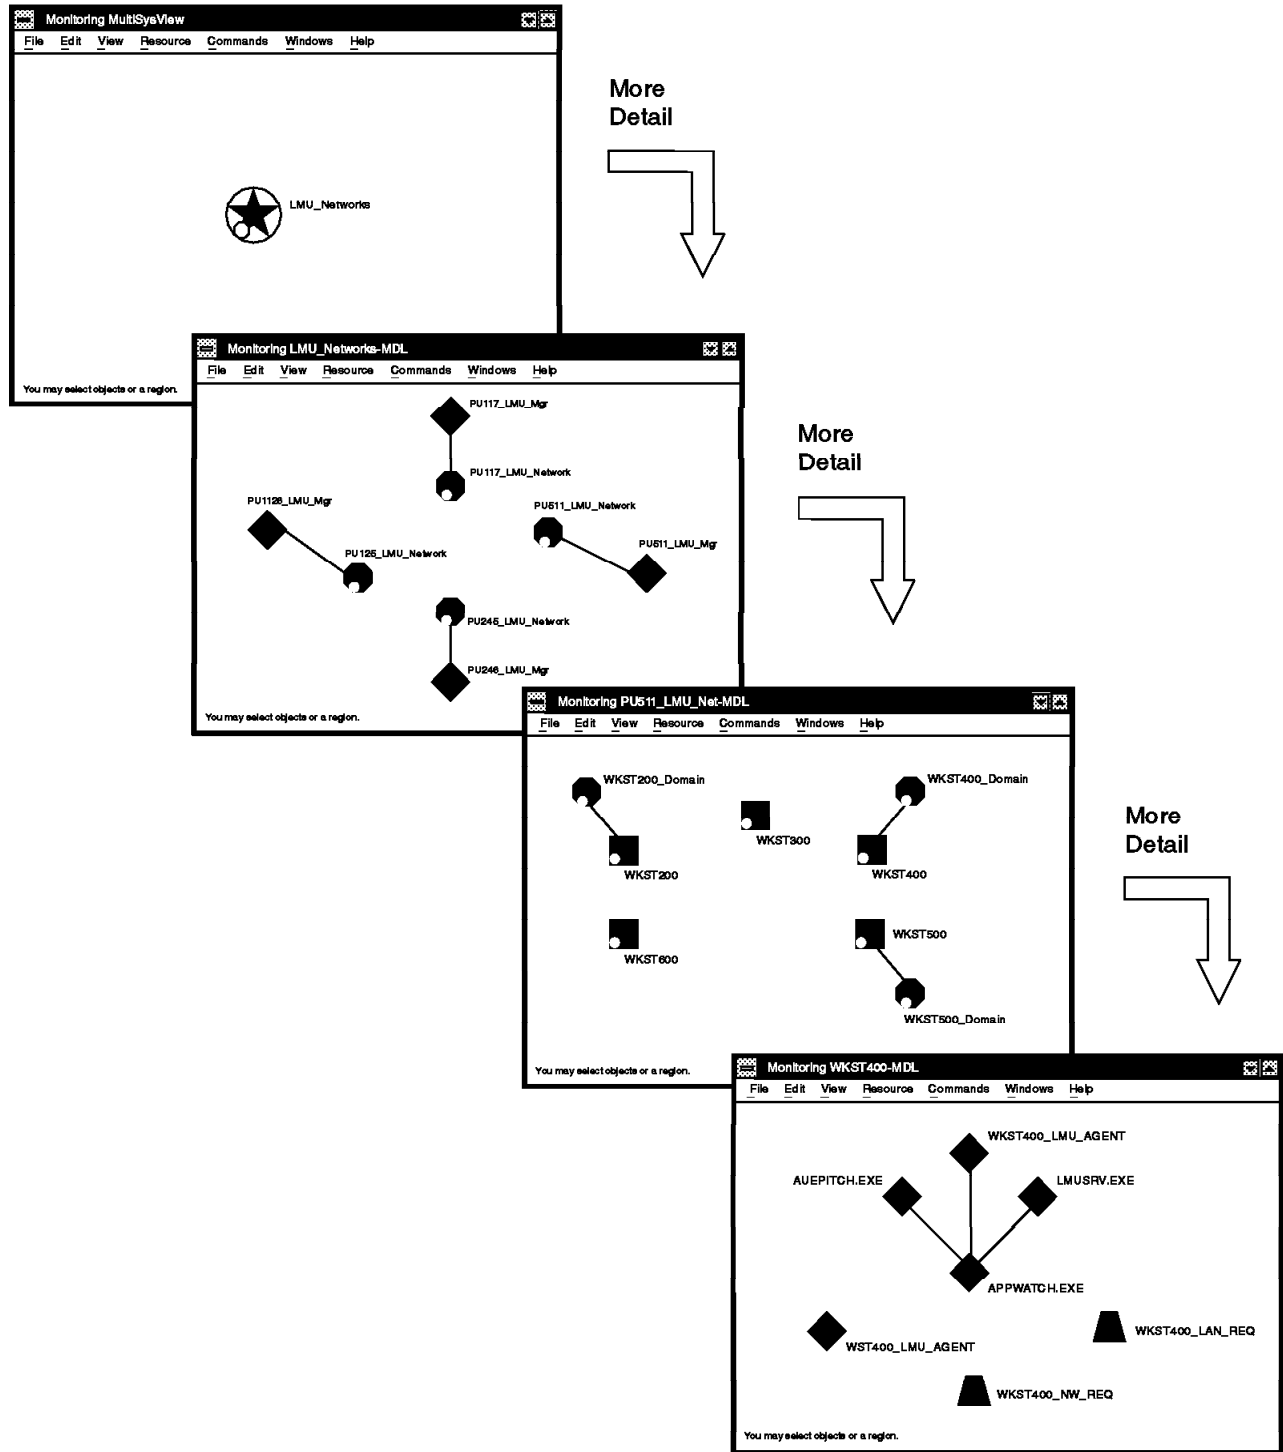 Monitoring MultiSysView
File Edit View Resource Commands Windows Help
LMU_Networks
You may select objects or a region.
More
Detail
Monitoring LMU_Networks-MDL
File Edit View Resource Commands Windows Help
PU117_LMU_Mgr
PU117_LMU_Network
PU1126_LMU_Mgr
PU511_LMU_Network
PU125_LMU_Network
PU511_LMU_Mgr
PU245_LMU_Network
PU246_LMU_Mgr
You may select objects or a region.
More
Detail
Monitoring PU511_LMU_Net-MDL
File Edit View Resource Commands Windows Help
WKST200_Domain
WKST400_Domain
WKST300
WKST200
WKST400
WKST500
WKST600
WKST500_Domain
You may select objects or a region.
More
Detail
Monitoring WKST400-MDL
File Edit View Resource Commands Windows Help
WKST400_LMU_AGENT
AUEPITCH.EXE
LMUSRV.EXE
APPWATCH.EXE
WKST400_LAN_REQ
WST400_LMU_AGENT
WKST400_NW_REQ
You may select objects or a region.